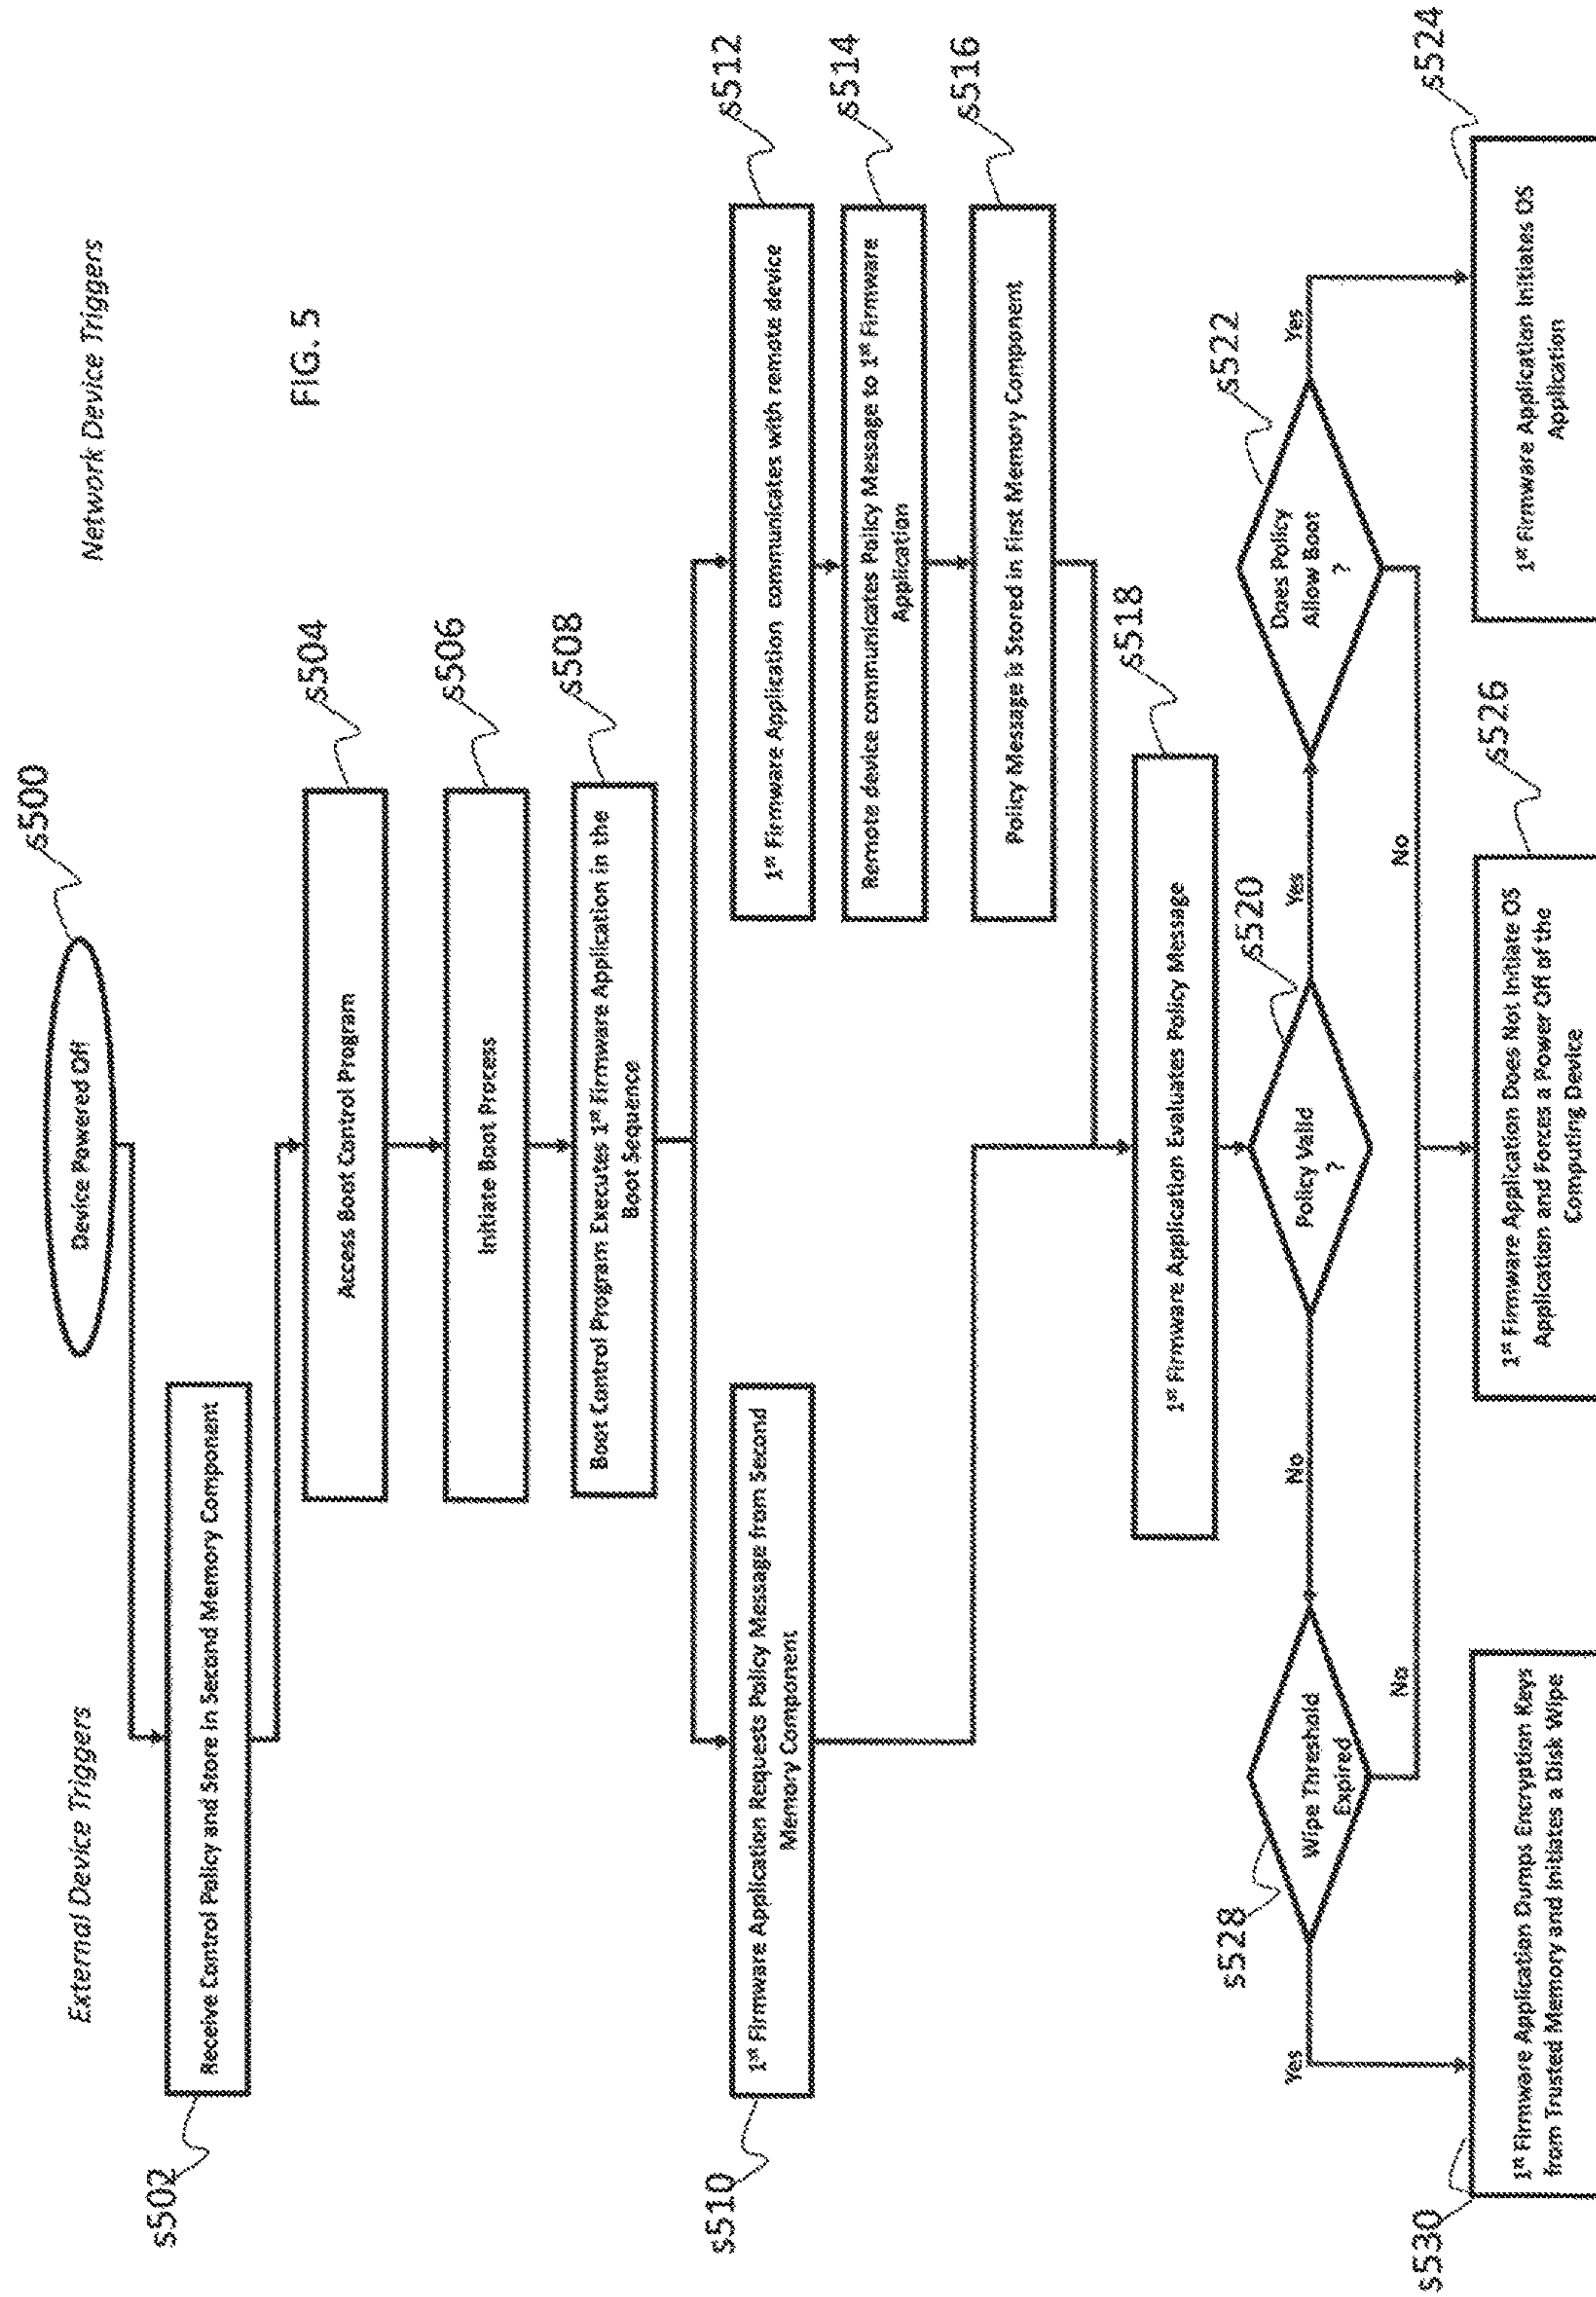 External Device Triggers
Network Device Triggers
s500
Device Powered Off
FIG. 5
s502
Receive Control Policy and Store in Second Memory Component
s504
Access Boot Control Program
s506
Initiate Boot Process
s508
Boot Control Program Executes 1st Firmware Application in the
Boot Sequence
s510
1st Firmware Application Requests Policy Message from Second
Memory Component
s512
1st Firmware Application communicates with remote device
s514
Remote device communicates Policy Message to 1st Firmware
Application
s516
Policy Message is Stored in First Memory Component
s518
1st Firmware Application Evaluates Policy Message
s528
Wipe Threshold
Expired
No
s520
Policy Valid
?
Yes
s522
Does Policy
Allow Boot
?
Yes
Yes
No
No
s530
1st Firmware Application Dumps Encryption Keys
from Trusted Memory and Initiates a Disk Wipe
s526
1st Firmware Application Does Not Initiate OS
Application and Forces a Power Off of the
Computing Device
s524
1st Firmware Application Initiates OS
Application